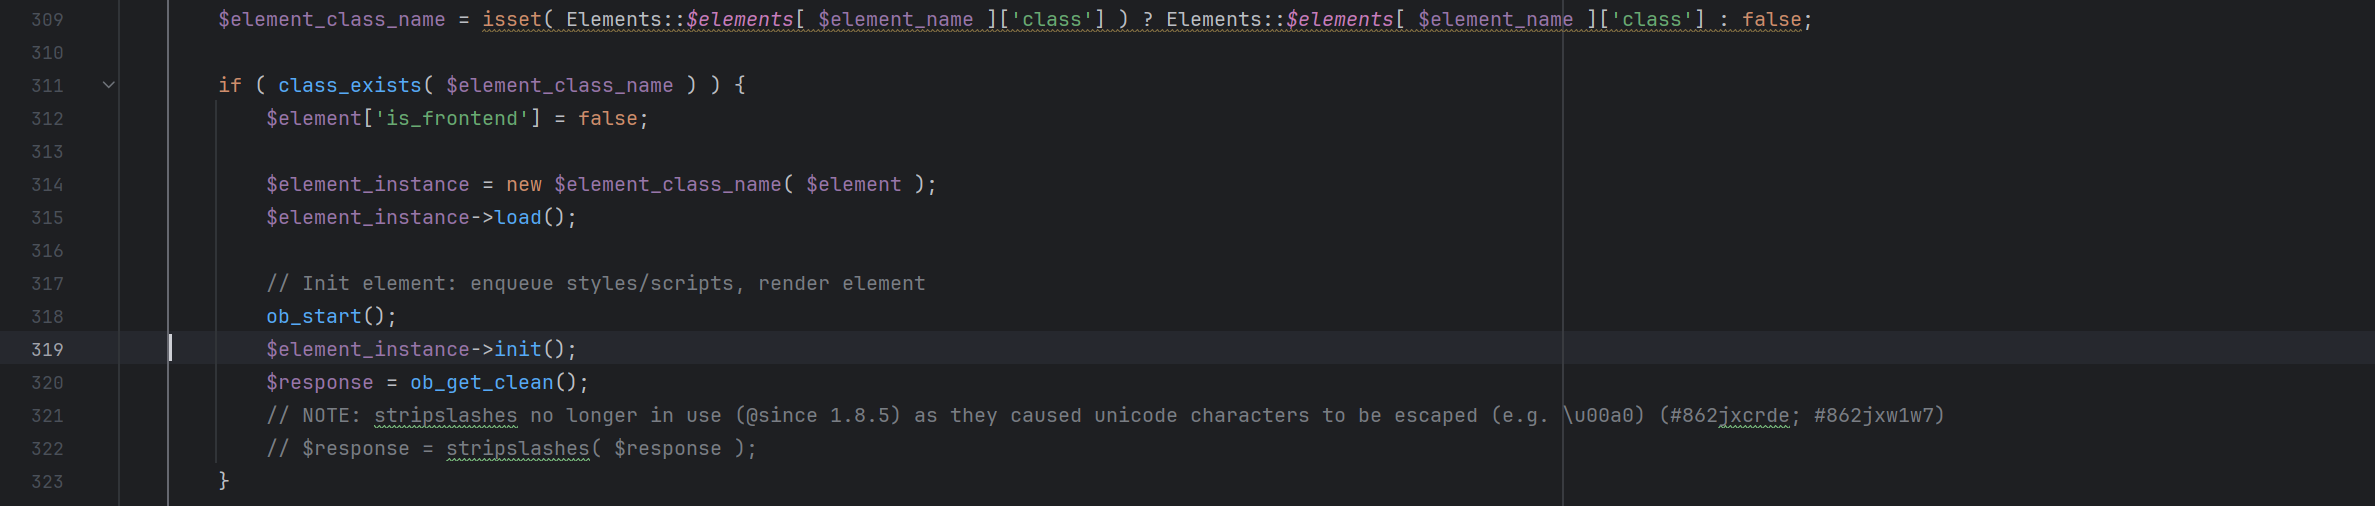 309 $element_class_name = isset( Elements::$elements[ $element_name ]['class'] ) ? Elements::$elements[ $element_name ]['class'] : false;
310
311 if ( class_exists( $element_class_name ) ) {
312 $element['is_frontend'] = false;
313
314 $element_instance = new $element_class_name( $element );
315 $element_instance->load();
316
317 // Init element: enqueue styles/scripts, render element
318 ob_start();
319 $element_instance->init();
320 $response = ob_get_clean();
321 // NOTE: stripslashes no longer in use (@since 1.8.5) as they caused unicode characters to be escaped (e.g. \u00a0) (#862jxcrde; #862jxw1w7)
322 // $response = stripslashes( $response );
323 }